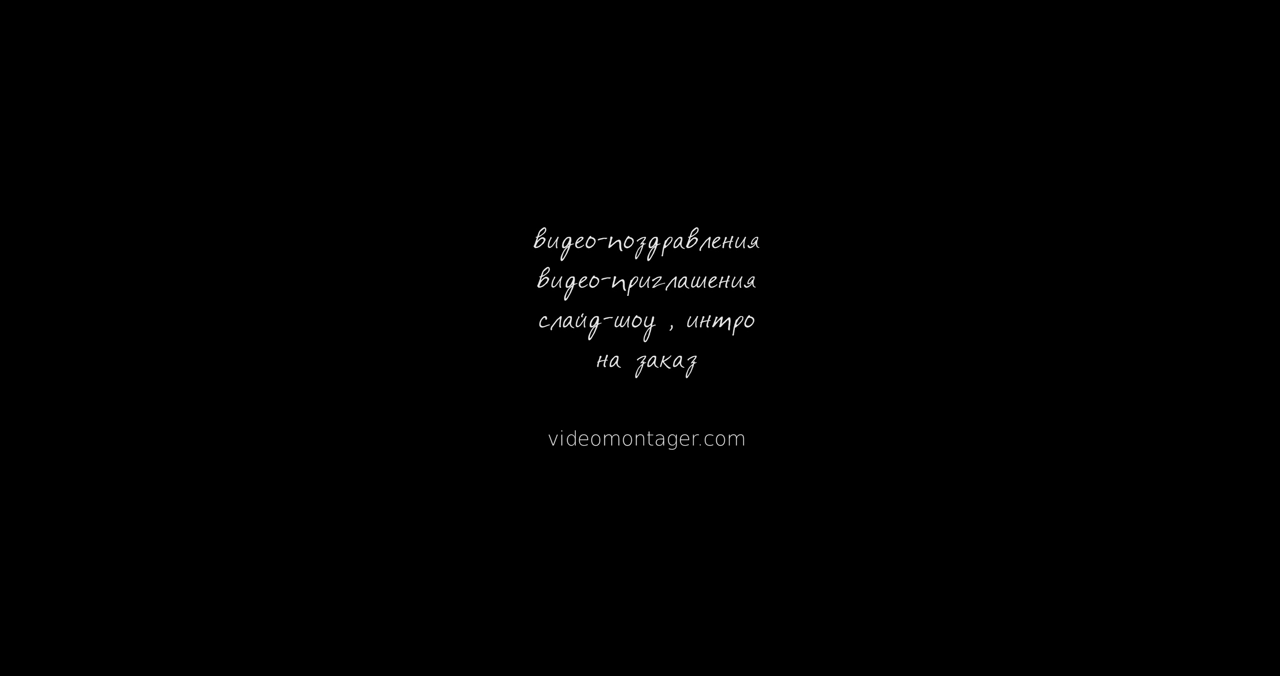 видео-поздравления
видео-приглашения
слайд-шоу , интро
на заказ
videomontager.com